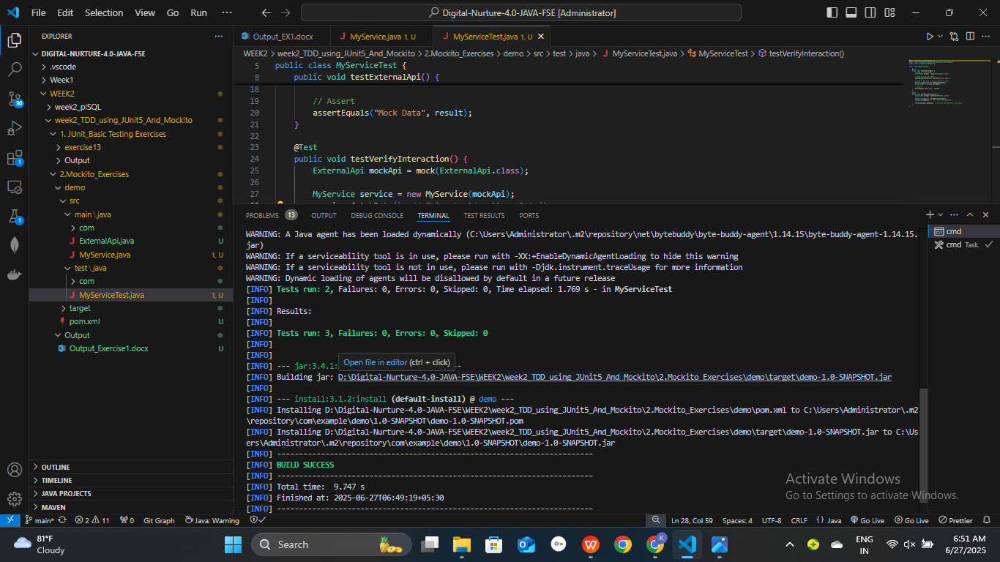 File Edit Selection View Go Run ··· Digital-Nurture-4.0-JAVA-FSE [Administrator]
EXPLORER
DIGITAL-NURTURE-4.0-JAVA-FSE
.vscode
Week1
WEEK2
week2_plSQL
week2_TDD_using_JUnit5_And_Mockito
1. JUnit_Basic Testing Exercises
exercise13
Output
2.Mockito_Exercises
demo
src
main\java
com
ExternalApi.java U
MyService.java 1, U
test\java
com
MyServiceTest.java 1, U
target
pom.xml U
Output
Output_Exercise1.docx U
OUTLINE
TIMELINE
JAVA PROJECTS
MAVEN
30
1
1
Output_EX1.docx MyService.java 1, U MyServiceTest.java 1, U
WEEK2 > week2_TDD_using_JUnit5_And_Mockito > 2.Mockito_Exercises > demo > src > test > java > MyServiceTest.java > MyServiceTest > testVerifyInteraction()
5 public class MyServiceTest {
8 public void testExternalApi() {
18
19 // Assert
20 assertEquals("Mock Data", result);
21 }
22
23 @Test
24 public void testVerifyInteraction() {
25 ExternalApi mockApi = mock(ExternalApi.class);
26
27 MyService service = new MyService(mockApi);
PROBLEMS 13 OUTPUT DEBUG CONSOLE TERMINAL TEST RESULTS PORTS
cmd
cmd Task
WARNING: A Java agent has been loaded dynamically (C:\Users\Administrator\.m2\repository\net\bytebuddy\byte-buddy-agent\1.14.15\byte-buddy-agent-1.14.15.
jar)
WARNING: If a serviceability tool is in use, please run with -XX:+EnableDynamicAgentLoading to hide this warning
WARNING: If a serviceability tool is not in use, please run with -Djdk.instrument.traceUsage for more information
WARNING: Dynamic loading of agents will be disallowed by default in a future release
[INFO] Tests run: 2, Failures: 0, Errors: 0, Skipped: 0, Time elapsed: 1.769 s - in MyServiceTest
[INFO]
[INFO] Results:
[INFO]
[INFO] Tests run: 3, Failures: 0, Errors: 0, Skipped: 0
[INFO]
[INFO]
Open file in editor (ctrl + click)
[INFO] --- jar:3.4.1: --
[INFO] Building jar: D:\Digital-Nurture-4.0-JAVA-FSE\WEEK2\week2_TDD_using_JUnit5_And_Mockito\2.Mockito_Exercises\demo\target\demo-1.0-SNAPSHOT.jar
[INFO]
[INFO] --- install:3.1.2:install (default-install) @ demo ---
[INFO] Installing D:\Digital-Nurture-4.0-JAVA-FSE\WEEK2\week2_TDD_using_JUnit5_And_Mockito\2.Mockito_Exercises\demo\pom.xml to C:\Users\Administrator\.m2
\repository\com\example\demo\1.0-SNAPSHOT\demo-1.0-SNAPSHOT.pom
[INFO] Installing D:\Digital-Nurture-4.0-JAVA-FSE\WEEK2\week2_TDD_using_JUnit5_And_Mockito\2.Mockito_Exercises\demo\target\demo-1.0-SNAPSHOT.jar to C:\Us
ers\Administrator\.m2\repository\com\example\demo\1.0-SNAPSHOT\demo-1.0-SNAPSHOT.jar
[INFO] ------------------------------------------------------------------------
[INFO] BUILD SUCCESS
[INFO] ------------------------------------------------------------------------
[INFO] Total time:  9.747 s
[INFO] Finished at: 2025-06-27T06:49:19+05:30
[INFO] ------------------------------------------------------------------------
Activate Windows
Go to Settings to activate Windows.
main* 2 11 0 Git Graph Java: Warning Ln 28, Col 59 Spaces: 4 UTF-8 CRLF {} Java Go Live Go Live Prettier
81°F
Cloudy
Search
K
ENG
IN
6:51 AM
6/27/2025